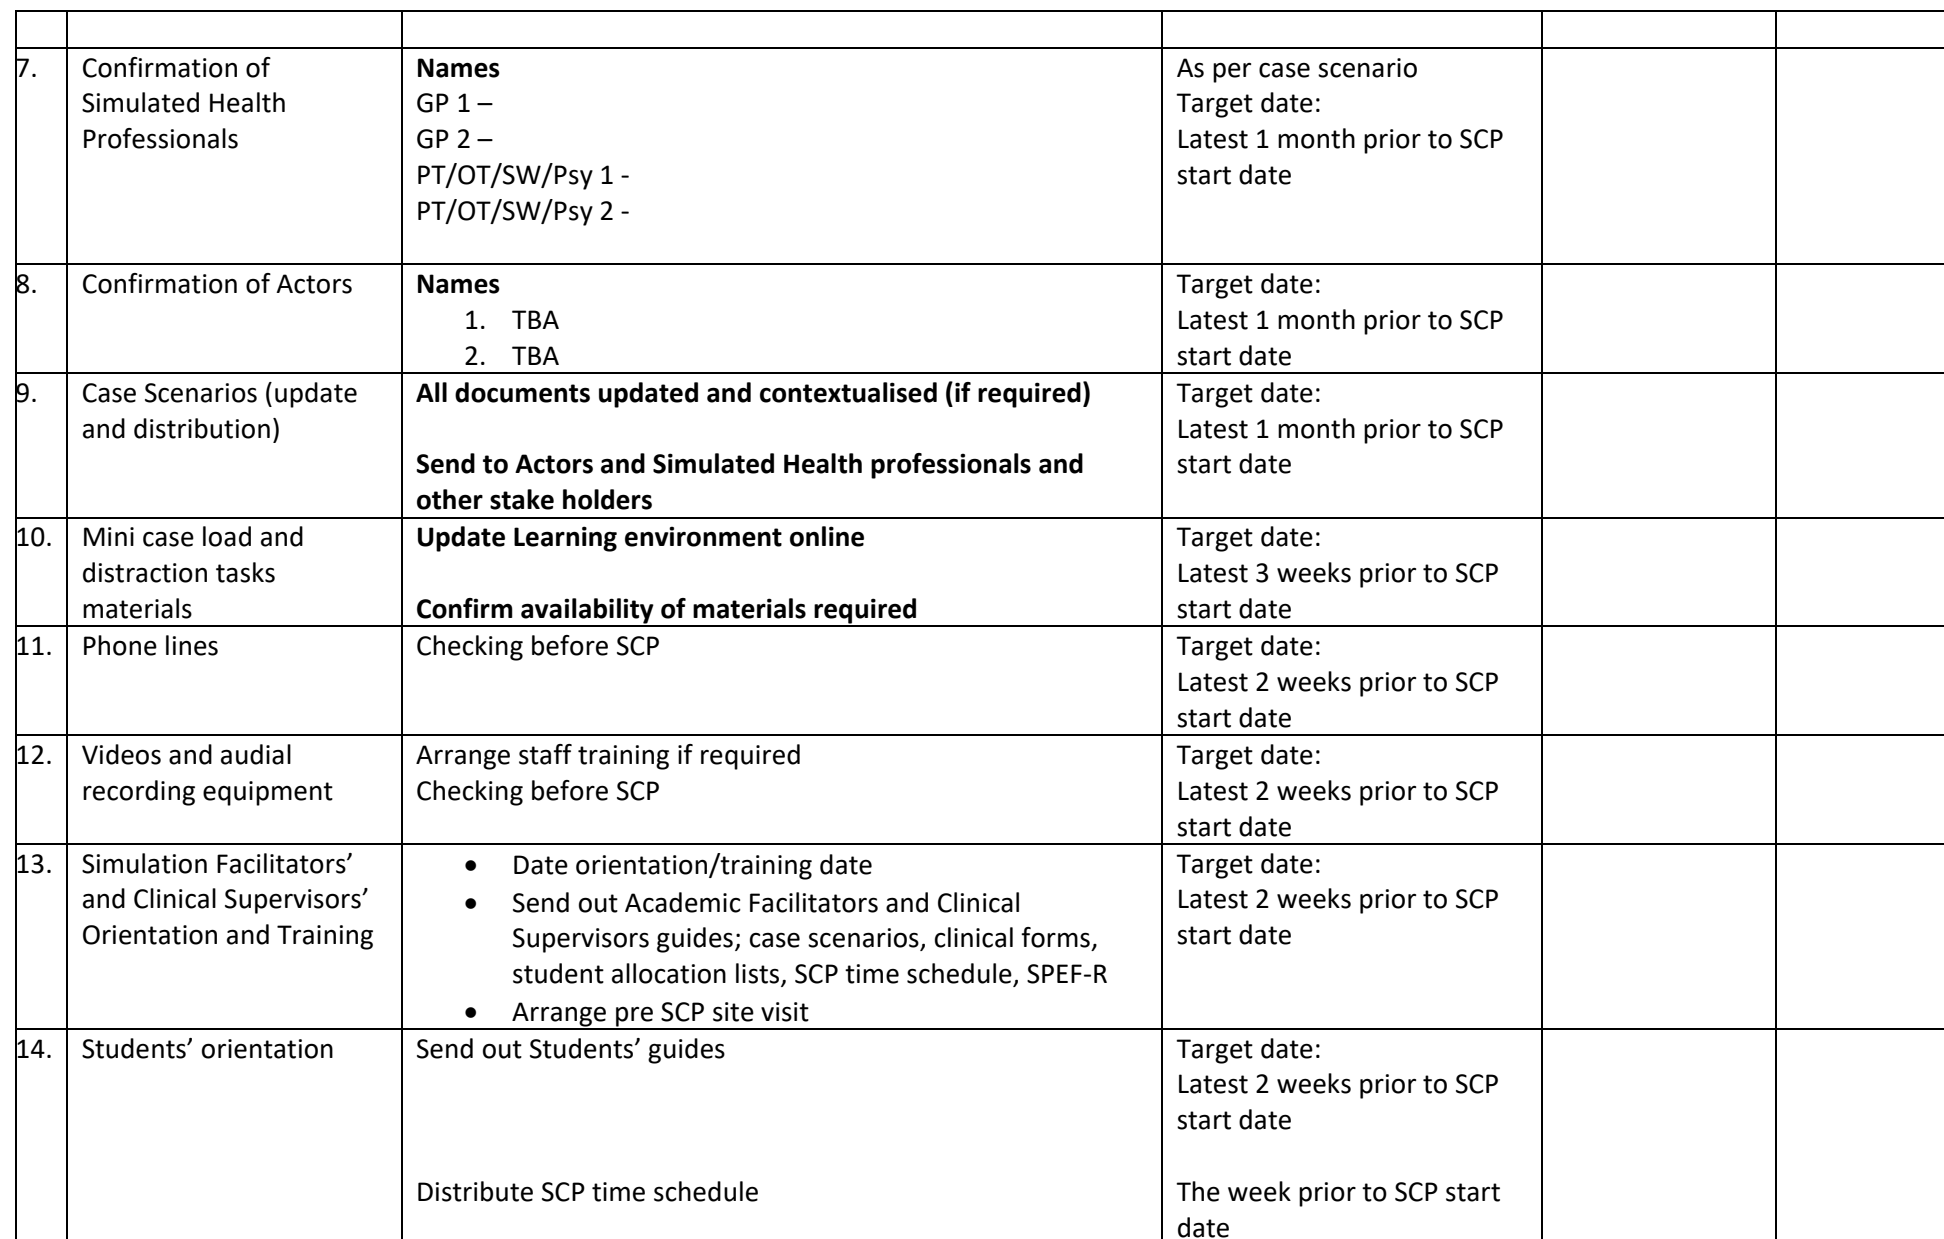 7.
Confirmation of
Simulated Health
Professionals
Names
GP 1 –
GP 2 –
PT/OT/SW/Psy 1 -
PT/OT/SW/Psy 2 -
As per case scenario
Target date:
Latest 1 month prior to SCP
start date
8.
Confirmation of Actors
Names
1. TBA
2. TBA
Target date:
Latest 1 month prior to SCP
start date
9.
Case Scenarios (update
and distribution)
All documents updated and contextualised (if required)
Send to Actors and Simulated Health professionals and
other stake holders
Target date:
Latest 1 month prior to SCP
start date
10.
Mini case load and
distraction tasks
materials
Update Learning environment online
Confirm availability of materials required
Target date:
Latest 3 weeks prior to SCP
start date
11.
Phone lines
Checking before SCP
Target date:
Latest 2 weeks prior to SCP
start date
12.
Videos and audial
recording equipment
Arrange staff training if required
Checking before SCP
Target date:
Latest 2 weeks prior to SCP
start date
13.
Simulation Facilitators’
and Clinical Supervisors’
Orientation and Training
• Date orientation/training date
• Send out Academic Facilitators and Clinical
Supervisors guides; case scenarios, clinical forms,
student allocation lists, SCP time schedule, SPEF-R
• Arrange pre SCP site visit
Target date:
Latest 2 weeks prior to SCP
start date
14.
Students’ orientation
Send out Students’ guides
Distribute SCP time schedule
Target date:
Latest 2 weeks prior to SCP
start date
The week prior to SCP start
date